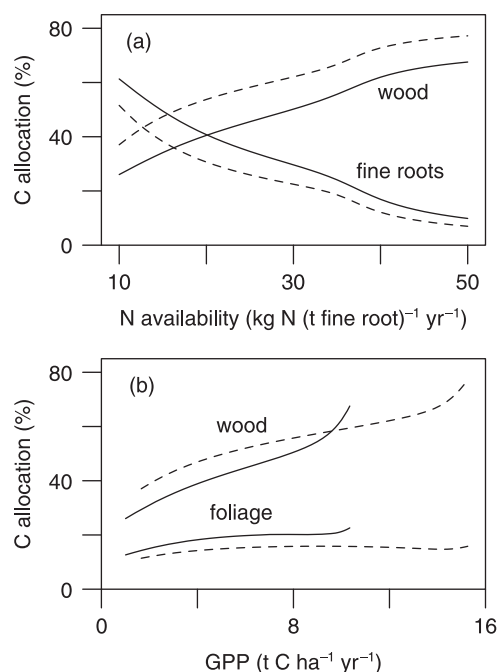 80
(a)
wood
40
fine roots
C allocation (%)
0
10
30
50
N availability (kg N (t fine root)⁻¹ yr⁻¹)
80
(b)
wood
40
foliage
C allocation (%)
0
0
8
16
GPP (t C ha⁻¹ yr⁻¹)